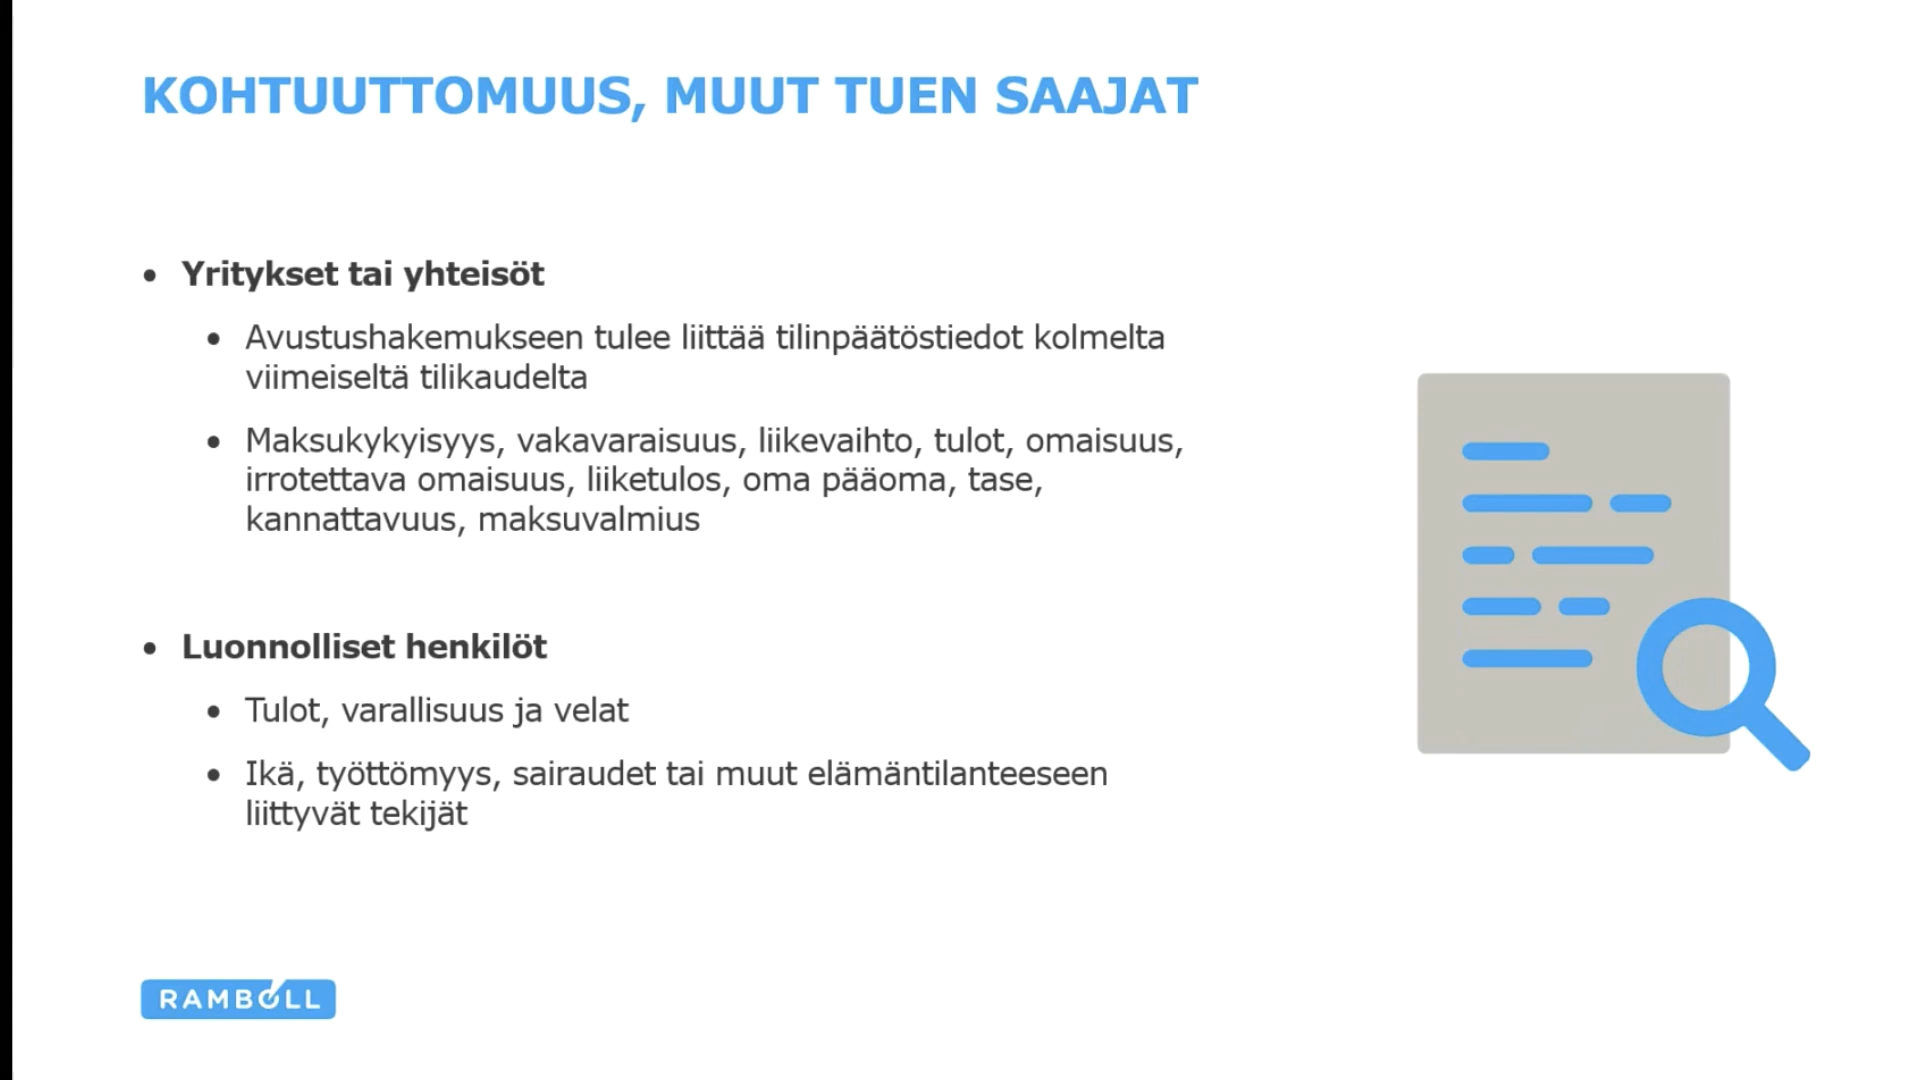 KOHTUUTTOMUUS, MUUT TUEN SAAJAT
• Yritykset tai yhteisöt
• Avustushakemukseen tulee liittää tilinpäätöstiedot kolmelta
viimeiseltä tilikaudelta
• Maksukykyisyys, vakavaraisuus, liikevaihto, tulot, omaisuus,
irrotettava omaisuus, liiketulos, oma pääoma, tase,
kannattavuus, maksuvalmius
• Luonnolliset henkilöt
• Tulot, varallisuus ja velat
• Ikä, työttömyys, sairaudet tai muut elämäntilanteeseen
liittyvät tekijät
RAMBOLL